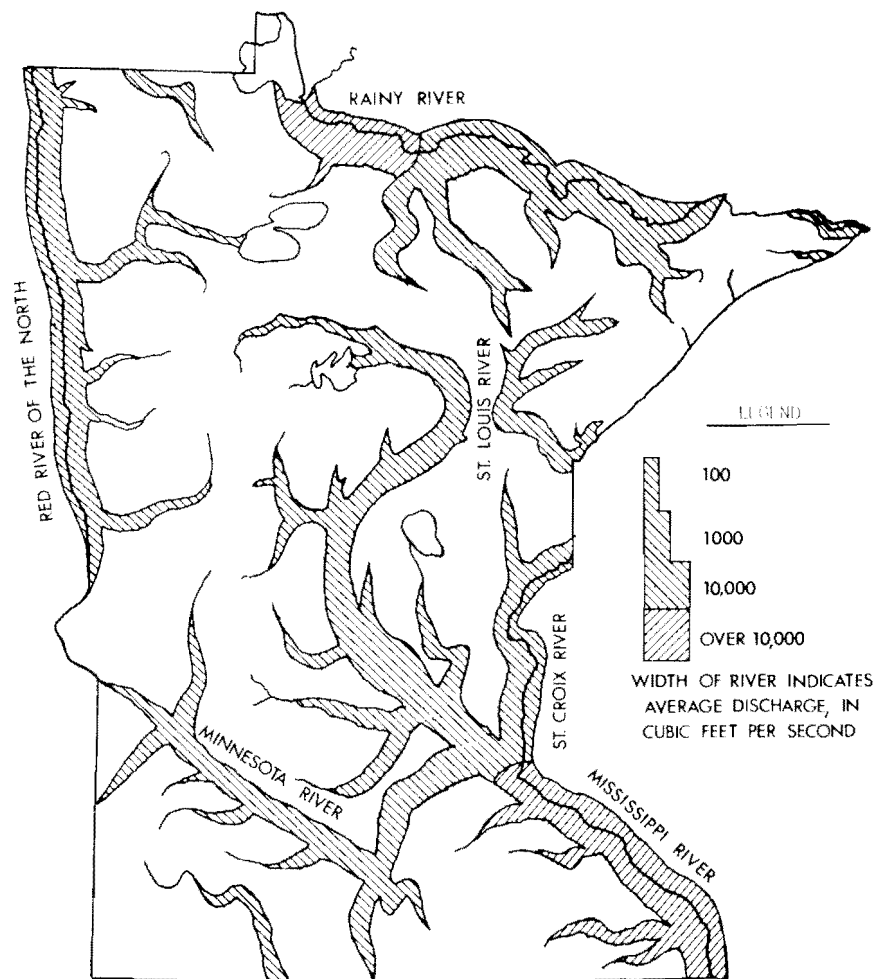 RAINY RIVER
RED RIVER OF THE NORTH
ST. LOUIS RIVER
LEGEND
100
1000
10,000
OVER 10,000
WIDTH OF RIVER INDICATES
AVERAGE DISCHARGE, IN
CUBIC FEET PER SECOND
ST. CROIX RIVER
MINNESOTA RIVER
MISSISSIPPI RIVER